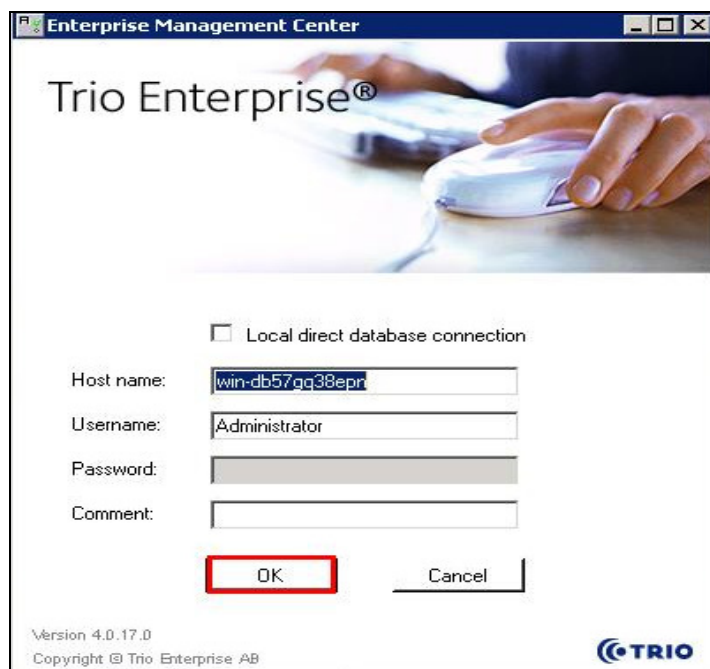 Enterprise Management Center
Trio Enterprise®
Local direct database connection
Host name: win-db57gq38epn
Username: Administrator
Password:
Comment:
OK Cancel
Version 4.0.17.0
Copyright © Trio Enterprise AB
TRIO